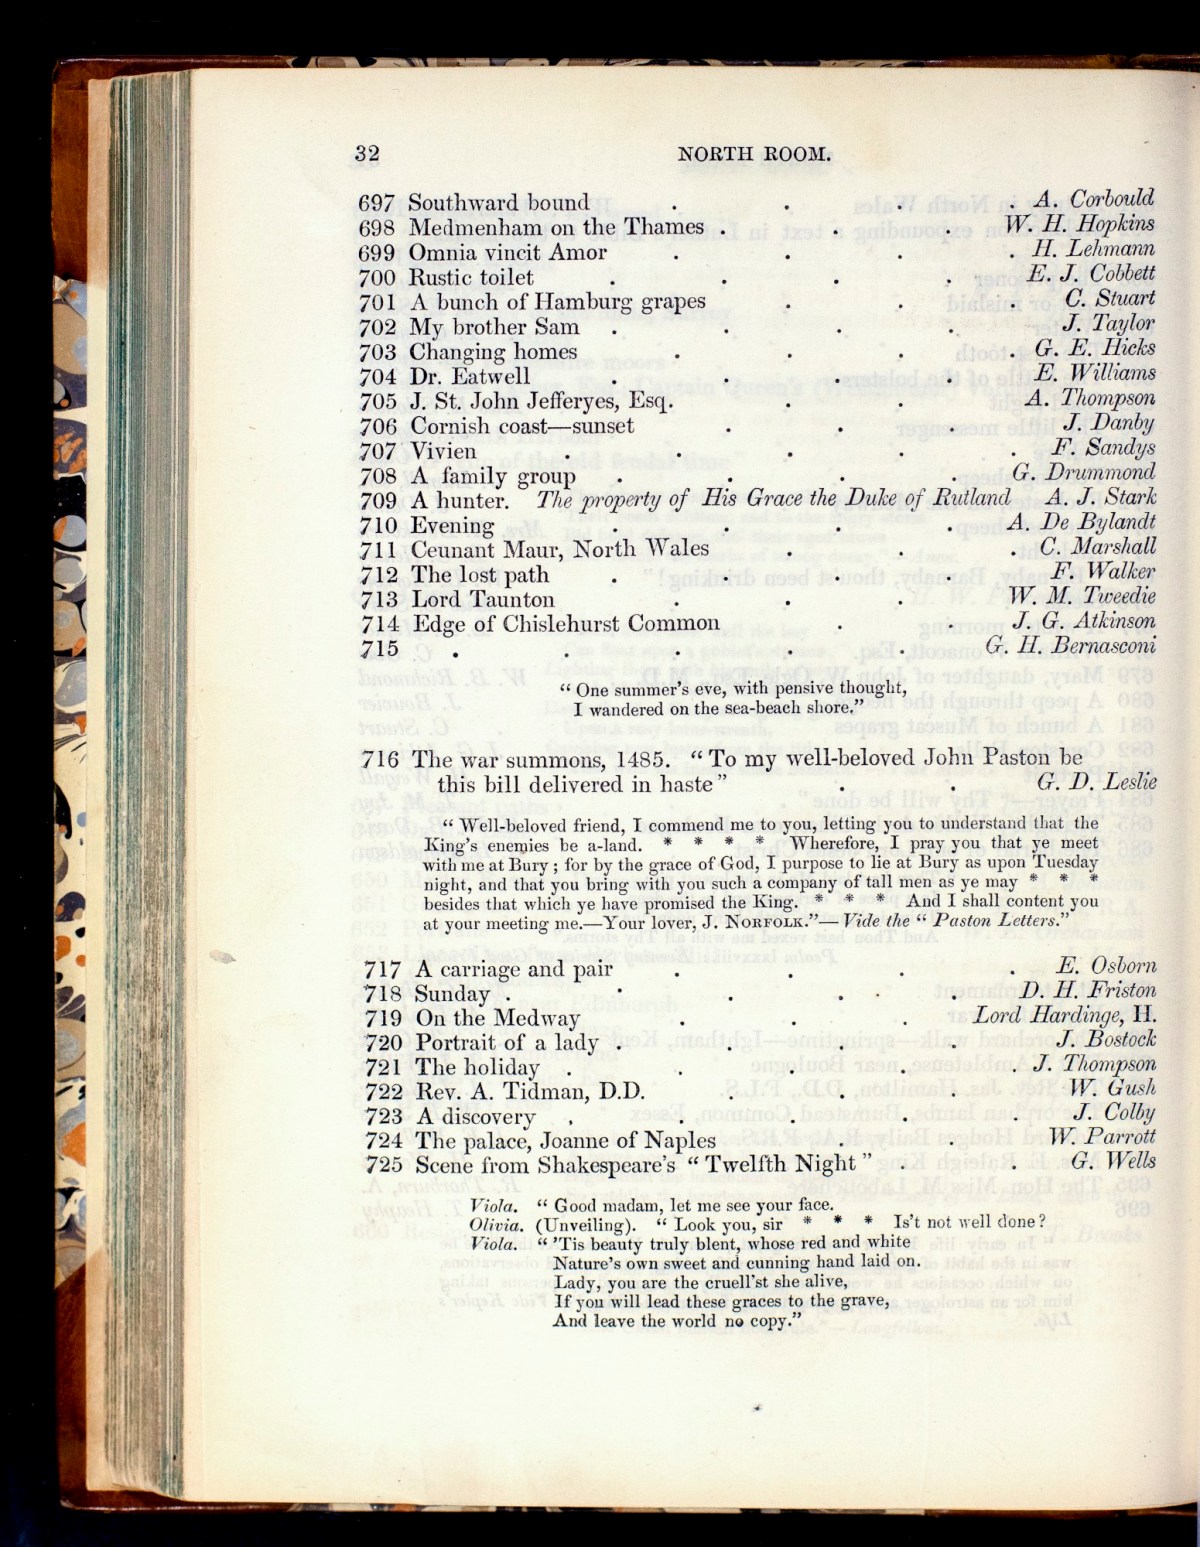 32 NORTH ROOM.
697 Southward bound . . . . A. Corbould
698 Medmenham on the Thames . . . W. H. Hopkins
699 Omnia vincit Amor . . . . H. Lehmann
700 Rustic toilet . . . . E. J. Cobbett
701 A bunch of Hamburg grapes . . . C. Stuart
702 My brother Sam . . . . J. Taylor
703 Changing homes . . . . G. E. Hicks
704 Dr. Eatwell . . . . E. Williams
705 J. St. John Jefferyes, Esq. . . A. Thompson
706 Cornish coast—sunset . . . J. Danby
707 Vivien . . . . . F. Sandys
708 A family group . . . . G. Drummond
709 A hunter. The property of His Grace the Duke of Rutland A. J. Stark
710 Evening . . . . A. De Bylandt
711 Ceunant Maur, North Wales . . . C. Marshall
712 The lost path . . . . F. Walker
713 Lord Taunton . . . W. M. Tweedie
714 Edge of Chislehurst Common . . J. G. Atkinson
715 . . . . . G. H. Bernasconi
“ One summer’s eve, with pensive thought,
I wandered on the sea-beach shore.”
716 The war summons, 1485. “ To my well-beloved John Paston be
this bill delivered in haste ” . . G. D. Leslie
“ Well-beloved friend, I commend me to you, letting you to understand that the
King’s enemies be a-land. * * * * Wherefore, I pray you that ye meet
with me at Bury ; for by the grace of God, I purpose to lie at Bury as upon Tuesday
night, and that you bring with you such a company of tall men as ye may * * *
besides that which ye have promised the King. * * * And I shall content you
at your meeting me.—Your lover, J. NORFOLK.”—Vide the “ Paston Letters.”
717 A carriage and pair . . . . E. Osborn
718 Sunday . . . . . D. H. Friston
719 On the Medway . . . Lord Hardinge, H.
720 Portrait of a lady . . . . J. Bostock
721 The holiday . . . . . J. Thompson
722 Rev. A. Tidman, D.D. . . . W. Gush
723 A discovery . . . . . J. Colby
724 The palace, Joanne of Naples . . W. Parrott
725 Scene from Shakespeare’s “ Twelfth Night ” . . G. Wells
Viola. “ Good madam, let me see your face.
Olivia. (Unveiling). “ Look you, sir * * * Is’t not well done ?
Viola. “ ’Tis beauty truly blent, whose red and white
Nature’s own sweet and cunning hand laid on.
Lady, you are the cruell’st she alive,
If you will lead these graces to the grave,
And leave the world no copy.”